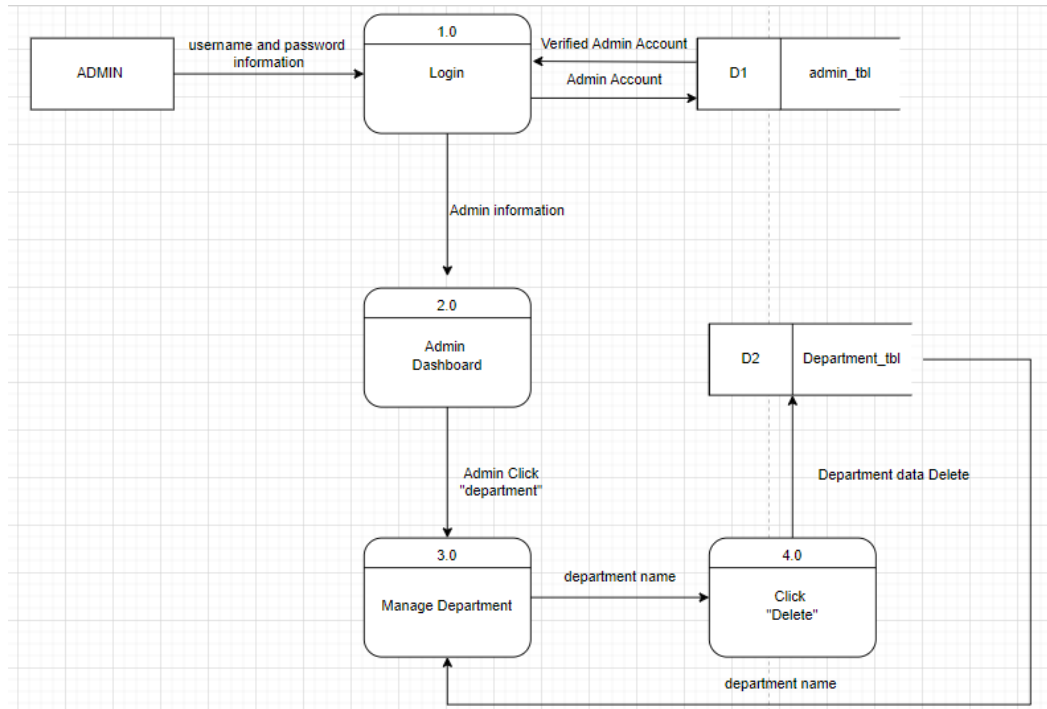 1.0
username and password
information
Verified Admin Account
ADMIN
Login
D1
admin_tbl
Admin Account
Admin information
2.0
Admin
Dashboard
D2
Department_tbl
Admin Click
"department"
Department data Delete
3.0
4.0
department name
Manage Department
Click
"Delete"
department name